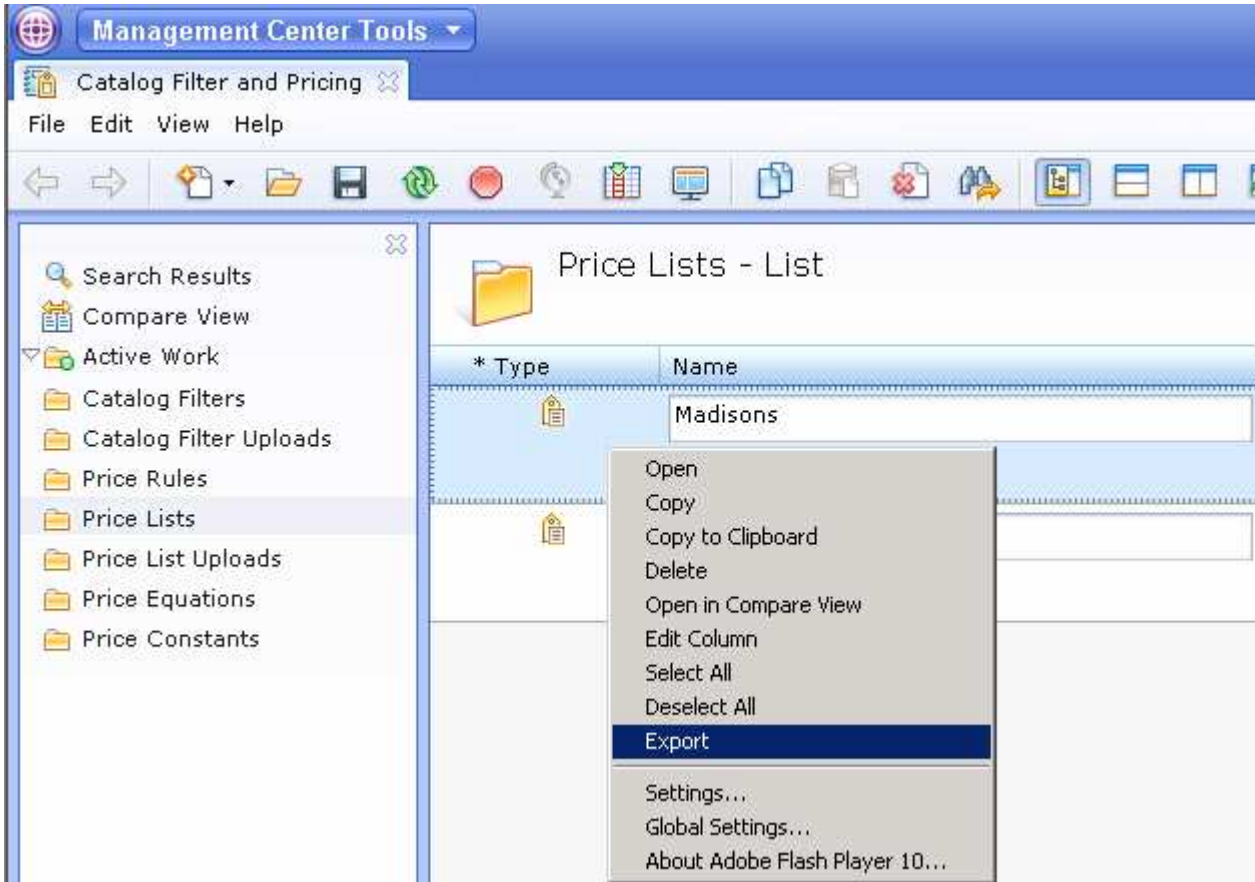 Management Center Tools
Catalog Filter and Pricing
File Edit View Help
Search Results
Compare View
Active Work
Catalog Filters
Catalog Filter Uploads
Price Rules
Price Lists
Price List Uploads
Price Equations
Price Constants
Price Lists - List
* Type Name
Madisons
Open
Copy
Copy to Clipboard
Delete
Open in Compare View
Edit Column
Select All
Deselect All
Export
Settings...
Global Settings...
About Adobe Flash Player 10...